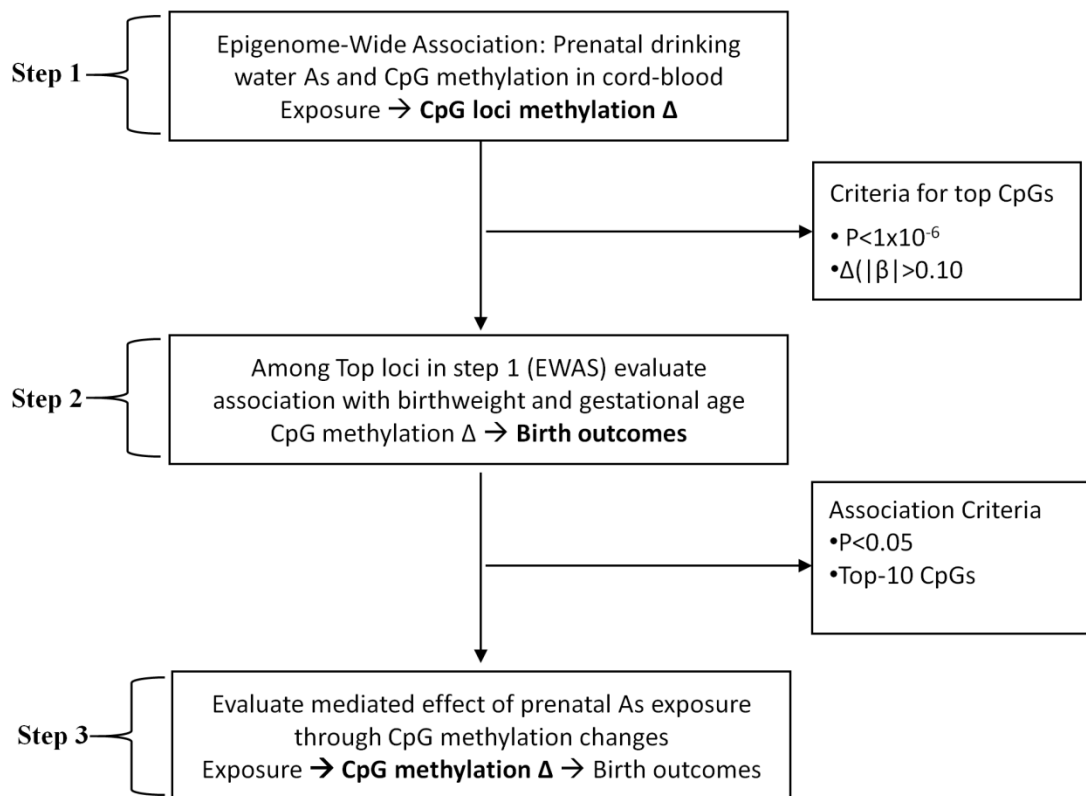 Step 1
Epigenome-Wide Association: Prenatal drinking
water As and CpG methylation in cord-blood
Exposure → CpG loci methylation Δ
Criteria for top CpGs
• P<1x10⁻⁶
•Δ(|β|>0.10
Step 2
Among Top loci in step 1 (EWAS) evaluate
association with birthweight and gestational age
CpG methylation Δ → Birth outcomes
Association Criteria
•P<0.05
•Top-10 CpGs
Step 3
Evaluate mediated effect of prenatal As exposure
through CpG methylation changes
Exposure → CpG methylation Δ → Birth outcomes